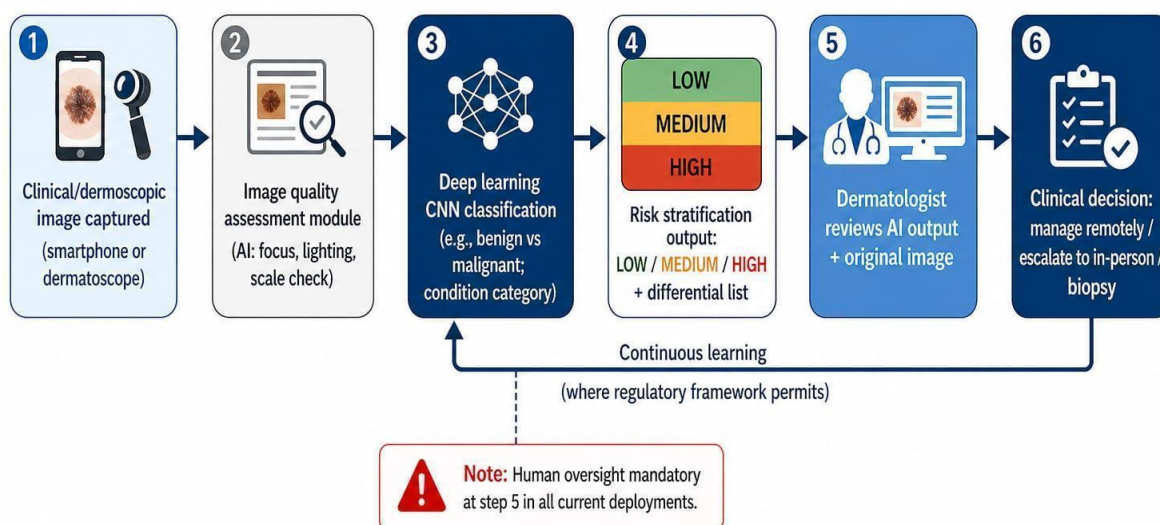 1
Clinical/dermoscopic
image captured
(smartphone or
dermatoscope)
2
Image quality
assessment module
(AI: focus, lighting,
scale check)
3
Deep learning
CNN classification
(e.g., benign vs
malignant;
condition category)
4
LOW
MEDIUM
HIGH
Risk stratification
output:
LOW / MEDIUM / HIGH
+ differential list
5
Dermatologist
reviews AI output
+ original image
6
Clinical decision:
manage remotely /
escalate to in-person /
biopsy
Continuous learning
(where regulatory framework permits)
Note: Human oversight mandatory
at step 5 in all current deployments.